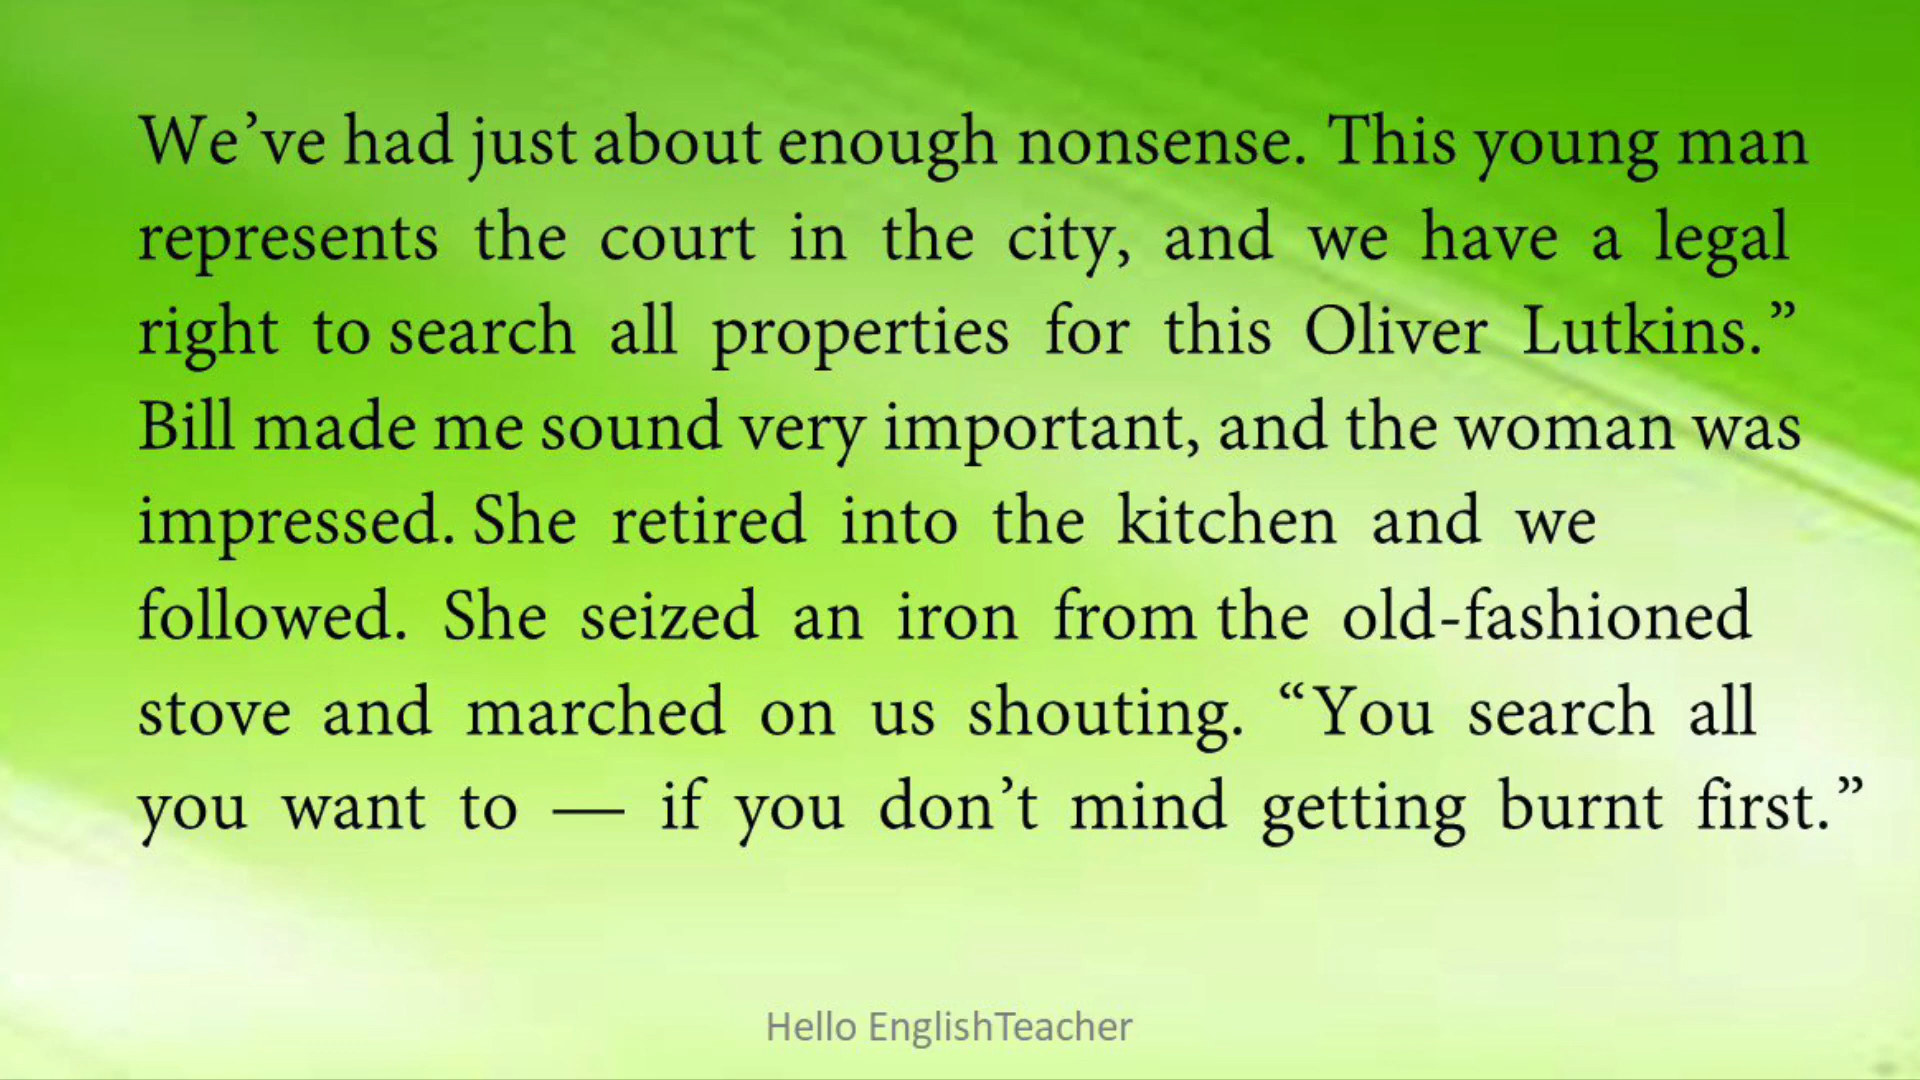 We’ve had just about enough nonsense. This young man
represents the court in the city, and we have a legal
right to search all properties for this Oliver Lutkins.”
Bill made me sound very important, and the woman was
impressed. She retired into the kitchen and we
followed. She seized an iron from the old-fashioned
stove and marched on us shouting. “You search all
you want to — if you don’t mind getting burnt first.”
Hello EnglishTeacher